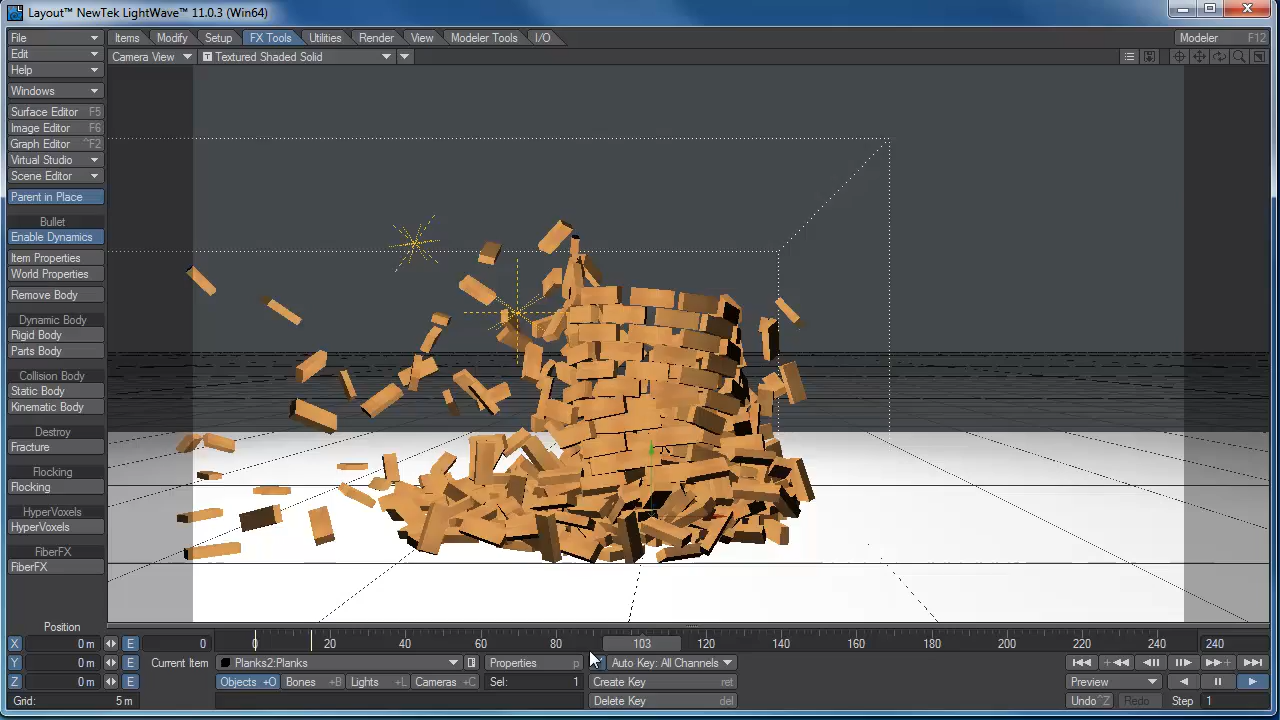 Layout™ NewTek LightWave™ 11.0.3 (Win64)
File Items Modify Setup FX Tools Utilities Render View Modeler Tools I/O Modeler F12
Edit Camera View T Textured Shaded Solid
Help
Windows
Surface Editor F5
Image Editor F6
Graph Editor ^F2
Virtual Studio
Scene Editor
Parent in Place
Bullet
Enable Dynamics
Item Properties
World Properties
Remove Body
Dynamic Body
Rigid Body
Parts Body
Collision Body
Static Body
Kinematic Body
Destroy
Fracture
Flocking
Flocking
HyperVoxels
HyperVoxels
FiberFX
FiberFX
Position
X 0 m E 0 0 20 40 60 80 103 120 140 160 180 200 220 240 240
Y 0 m E Current Item Planks2:Planks Properties p Auto Key: All Channels
Z 0 m E Objects +O Bones +B Lights +L Cameras +C Sel: 1 Create Key ret Preview
Grid: 5 m Delete Key del Undo ^Z Redo Step 1